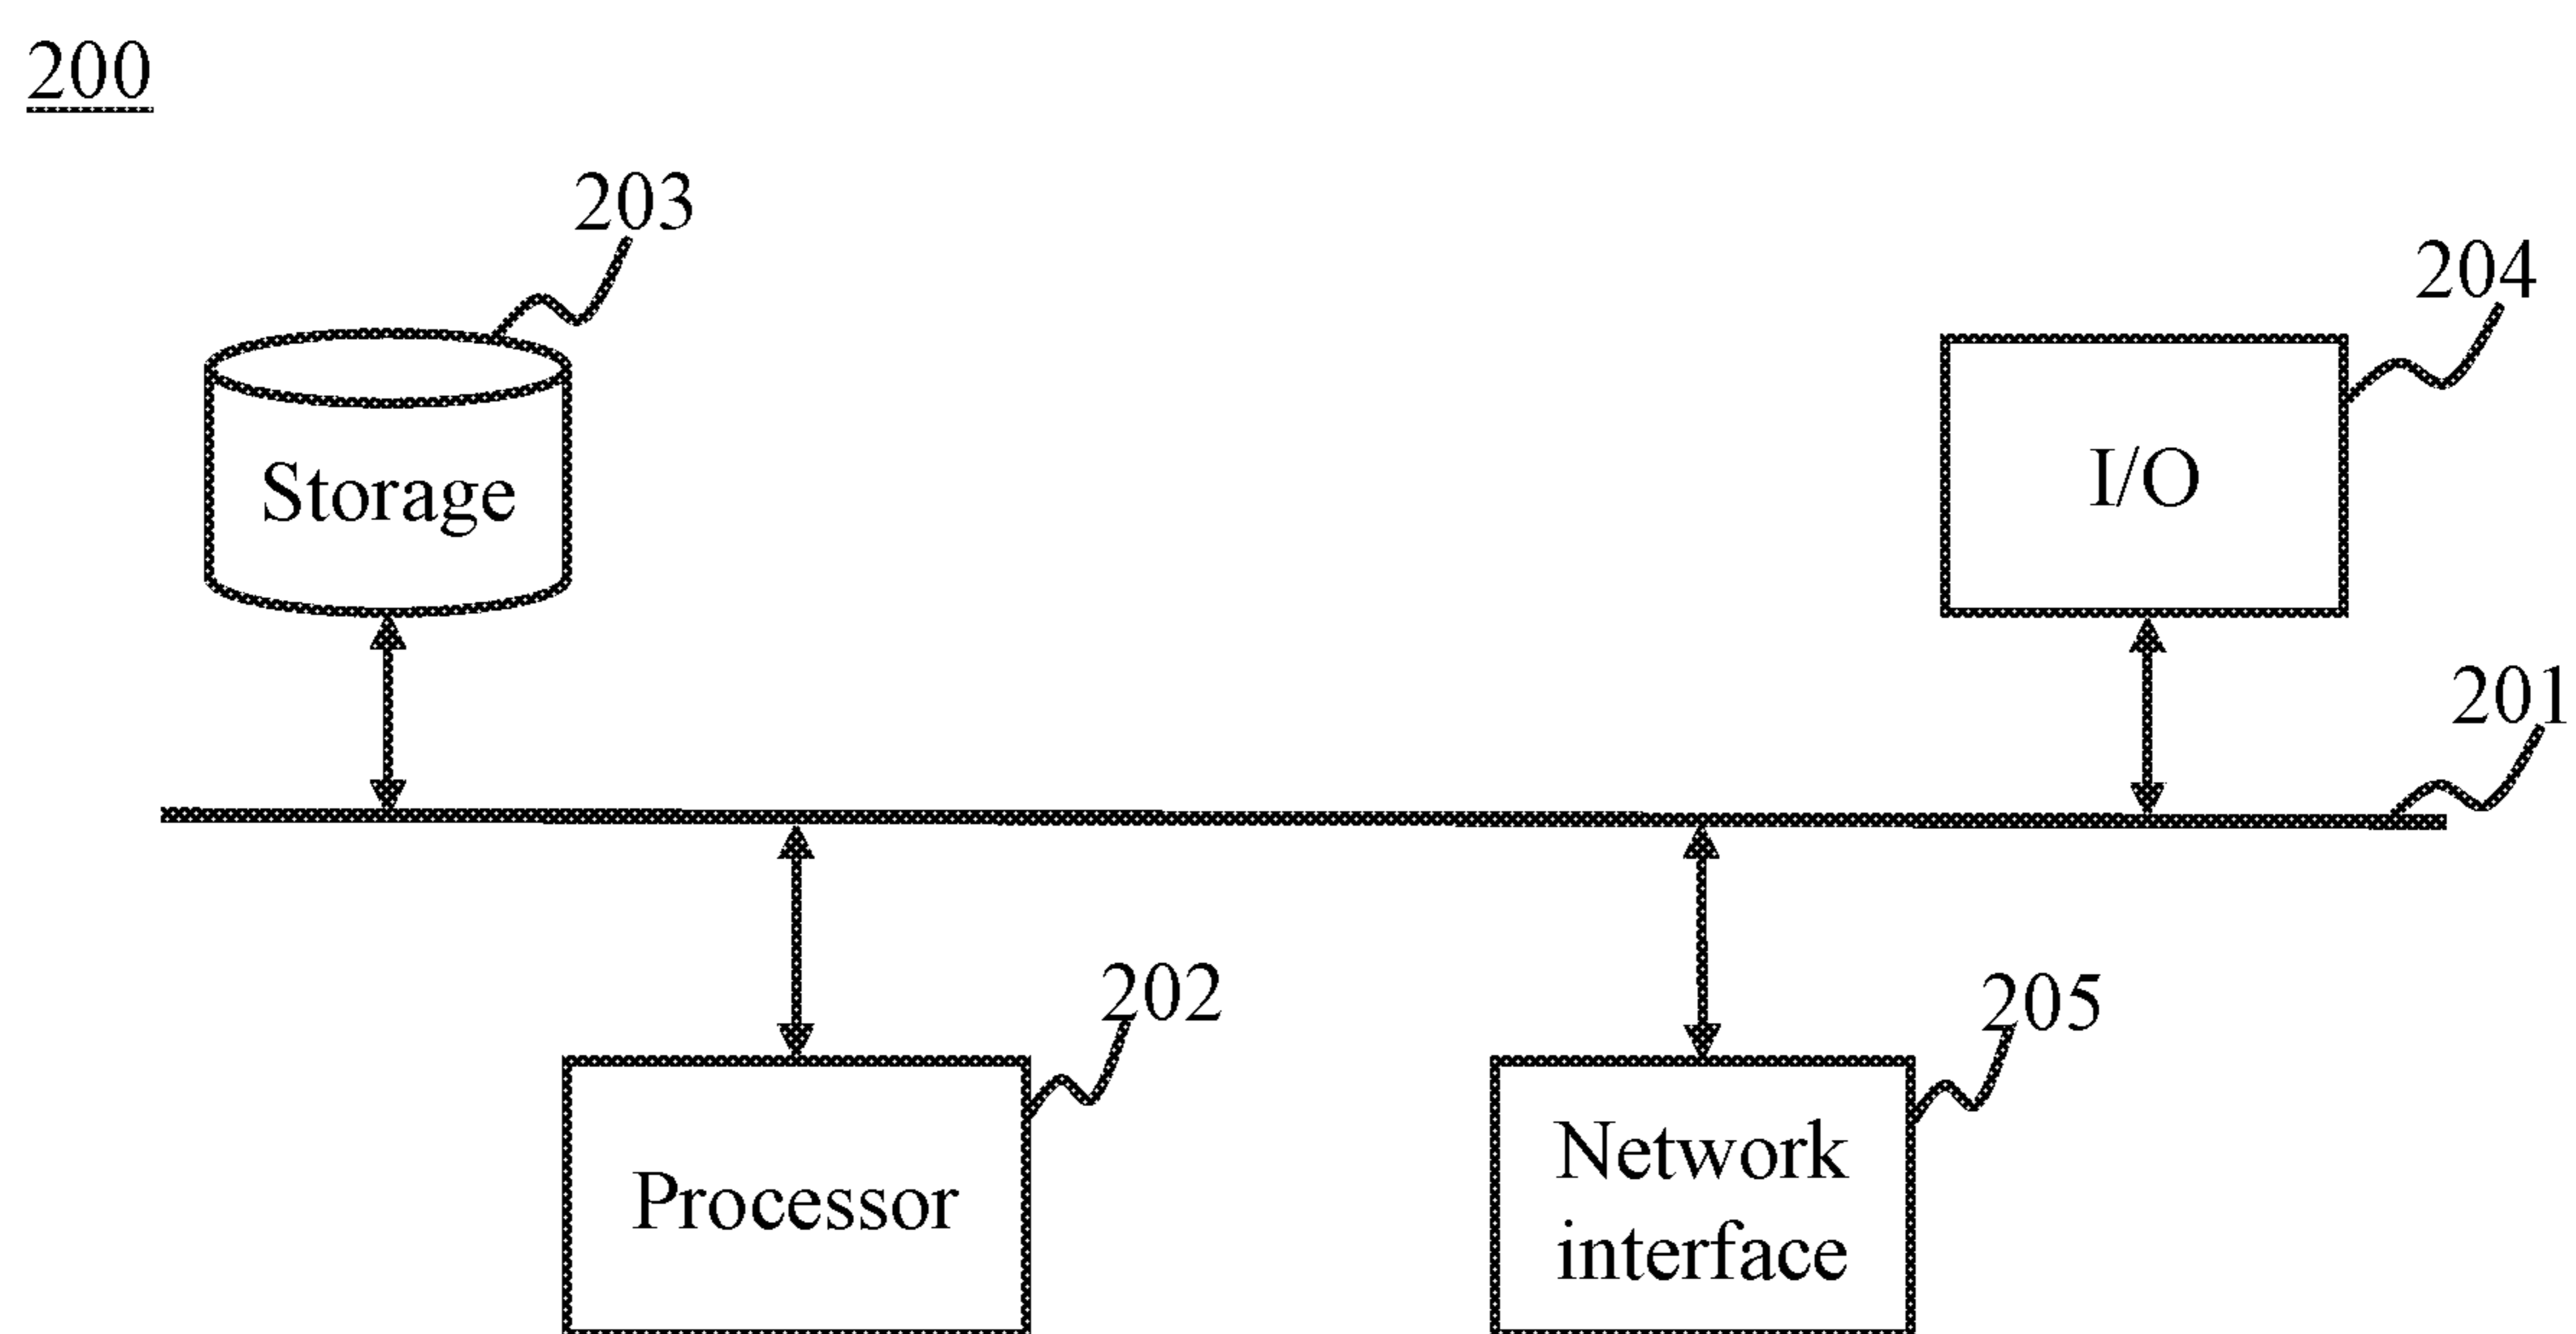 200
203
204
Storage
I/O
201
202
205
Processor
Network
interface